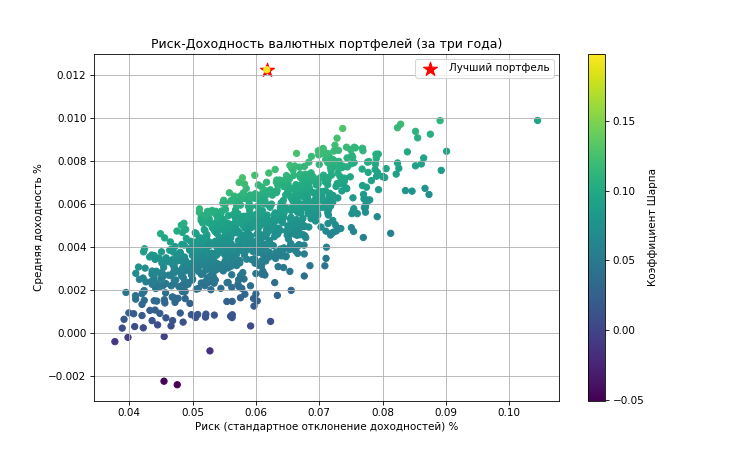 Риск-Доходность валютных портфелей (за три года)
Лучший портфель
0.012
0.010
0.008
0.006
0.004
0.002
0.000
−0.002
Средняя доходность %
0.04 0.05 0.06 0.07 0.08 0.09 0.10
Риск (стандартное отклонение доходностей) %
0.15
0.10
0.05
0.00
−0.05
Коэффициент Шарпа